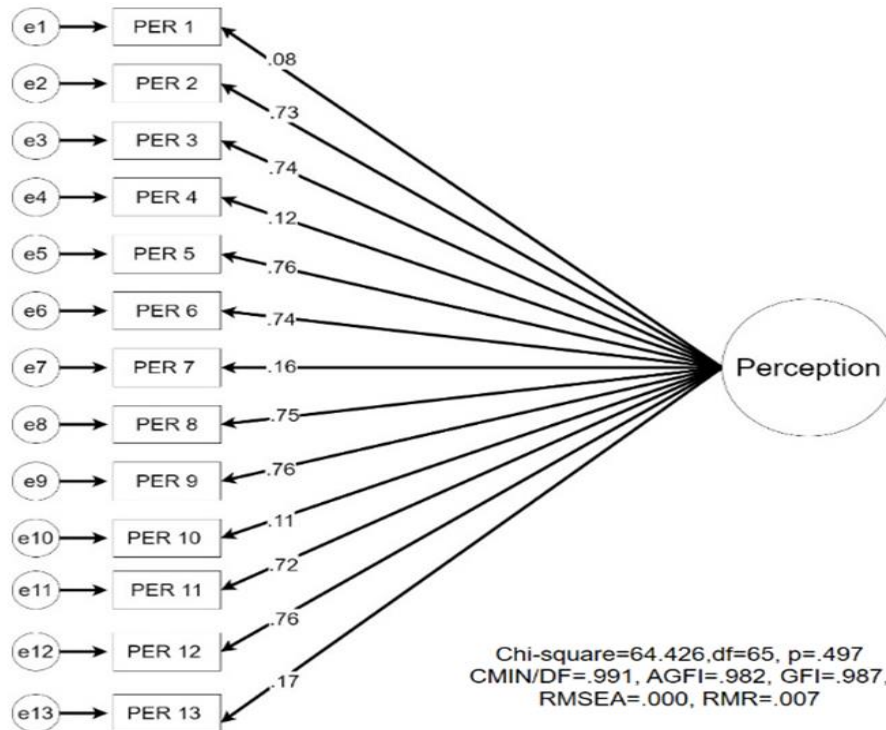 e1 PER 1
.08
e2 PER 2
.73
e3 PER 3
.74
e4 PER 4
.12
e5 PER 5
.76
e6 PER 6
.74
e7 PER 7 .16 Perception
e8 PER 8 .75
e9 PER 9 .76
e10 PER 10 .11
e11 PER 11 .72
.76
e12 PER 12
.17
e13 PER 13
Chi-square=64.426,df=65, p=.497
CMIN/DF=.991, AGFI=.982, GFI=.987,
RMSEA=.000, RMR=.007